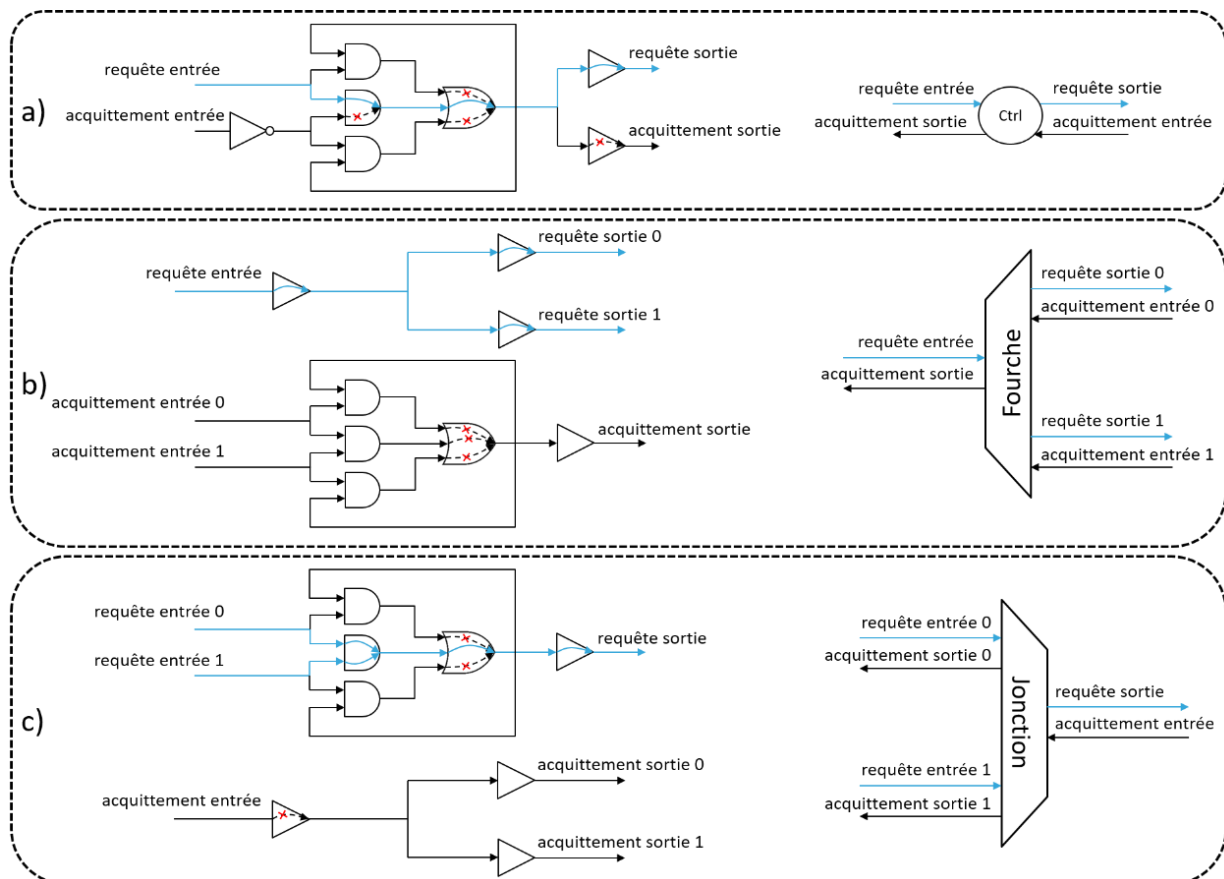 a)
requête entrée
acquittement entrée
requête sortie
acquittement sortie
requête entrée
requête sortie
Ctrl
acquittement sortie
acquittement entrée
b)
requête entrée
requête sortie 0
requête sortie 1
acquittement entrée 0
acquittement entrée 1
acquittement sortie
requête sortie 0
acquittement entrée 0
requête entrée
acquittement sortie
Fourche
requête sortie 1
acquittement entrée 1
c)
requête entrée 0
requête entrée 1
requête sortie
acquittement entrée
acquittement sortie 0
acquittement sortie 1
requête entrée 0
acquittement sortie 0
Jonction
requête sortie
acquittement entrée
requête entrée 1
acquittement sortie 1